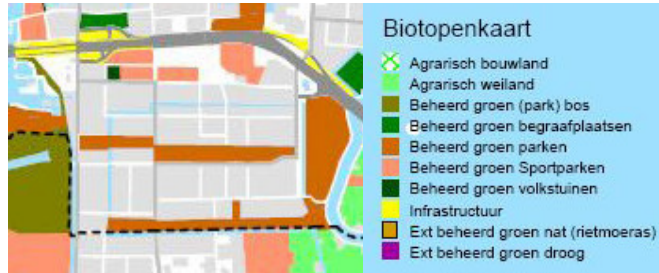 Biotopenkaart
Agrarisch bouwland
Agrarisch weiland
Beheerd groen (park) bos
Beheerd groen begraafplaatsen
Beheerd groen parken
Beheerd groen Sportparken
Beheerd groen volkstuinen
Infrastructuur
Ext beheerd groen nat (rietmoeras)
Ext beheerd groen droog